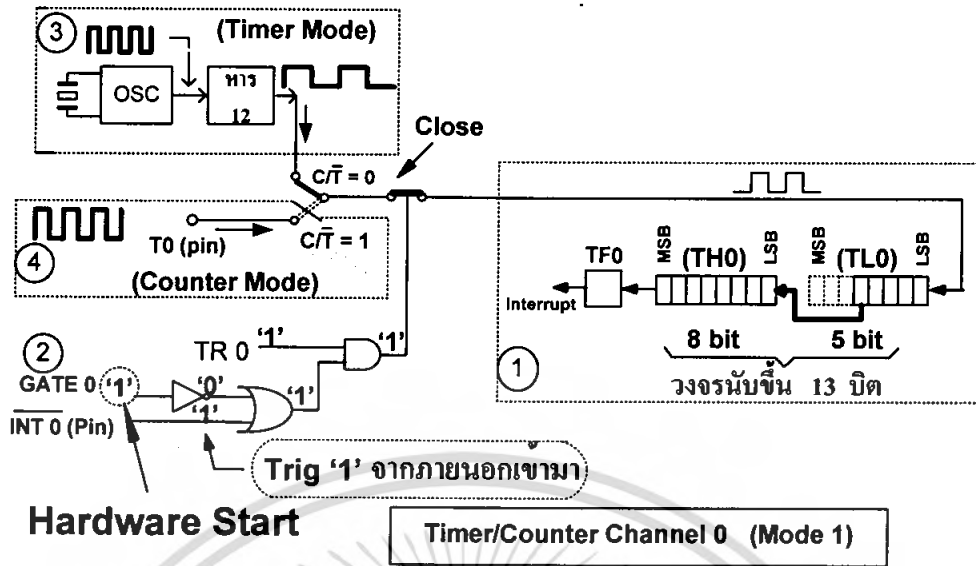 3
(Timer Mode)
OSC
หาร
12
Close
C/T̅ = 0
T0 (pin)
C/T̅ = 1
4
(Counter Mode)
MSB
(TH0)
LSB
MSB
(TL0)
LSB
TF0
Interrupt
8 bit
5 bit
1
วงจรนับขึ้น 13 บิต
2
TR 0
'1'
'1'
GATE 0
'1'
'0'
'1'
'1'
I̅N̅T̅ 0 (Pin)
Trig '1' จากภายนอกเข้ามา
Hardware Start
Timer/Counter Channel 0 (Mode 1)